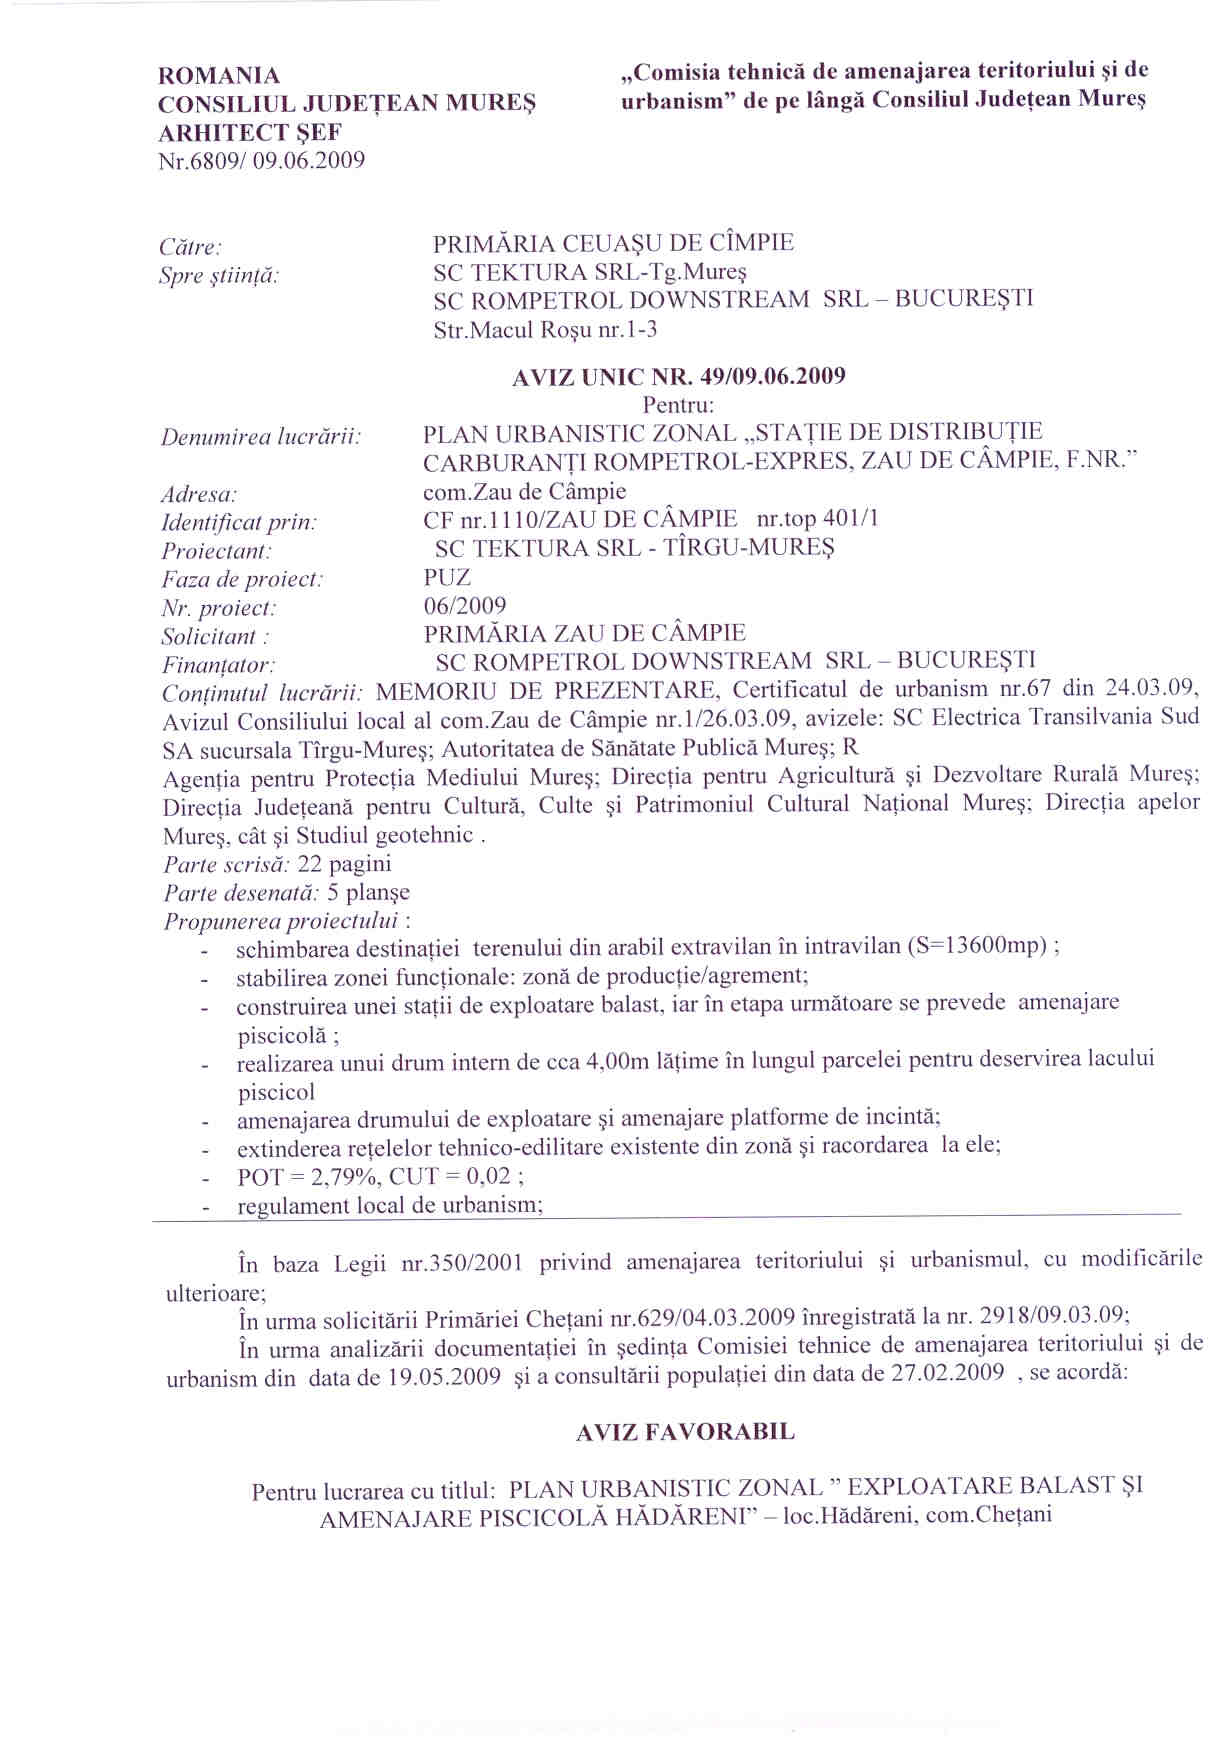 ROMANIA
CONSILIUL JUDEȚEAN MUREȘ
ARHITECT ȘEF
Nr.6809/ 09.06.2009
„Comisia tehnică de amenajarea teritoriului și de
urbanism” de pe lângă Consiliul Județean Mureș
Către: PRIMĂRIA CEUAȘU DE CÎMPIE
Spre știință: SC TEKTURA SRL-Tg.Mureș
SC ROMPETROL DOWNSTREAM SRL – BUCUREȘTI
Str.Macul Roșu nr.1-3
AVIZ UNIC NR. 49/09.06.2009
Pentru:
Denumirea lucrării: PLAN URBANISTIC ZONAL „STAȚIE DE DISTRIBUȚIE
CARBURANȚI ROMPETROL-EXPRES, ZAU DE CÂMPIE, F.NR.”
Adresa: com.Zau de Câmpie
Identificat prin: CF nr.1110/ZAU DE CÂMPIE nr.top 401/1
Proiectant: SC TEKTURA SRL - TÎRGU-MUREȘ
Faza de proiect: PUZ
Nr. proiect: 06/2009
Solicitant : PRIMĂRIA ZAU DE CÂMPIE
Finanțator: SC ROMPETROL DOWNSTREAM SRL – BUCUREȘTI
Conținutul lucrării: MEMORIU DE PREZENTARE, Certificatul de urbanism nr.67 din 24.03.09,
Avizul Consiliului local al com.Zau de Câmpie nr.1/26.03.09, avizele: SC Electrica Transilvania Sud
SA sucursala Tîrgu-Mureș; Autoritatea de Sănătate Publică Mureș; R
Agenția pentru Protecția Mediului Mureș; Direcția pentru Agricultură și Dezvoltare Rurală Mureș;
Direcția Județeană pentru Cultură, Culte și Patrimoniul Cultural Național Mureș; Direcția apelor
Mureș, cât și Studiul geotehnic .
Parte scrisă: 22 pagini
Parte desenată: 5 planșe
Propunerea proiectului :
- schimbarea destinației terenului din arabil extravilan în intravilan (S=13600mp) ;
- stabilirea zonei funcționale: zonă de producție/agrement;
- construirea unei stații de exploatare balast, iar în etapa următoare se prevede amenajare
piscicolă ;
- realizarea unui drum intern de cca 4,00m lățime în lungul parcelei pentru deservirea lacului
piscicol
- amenajarea drumului de exploatare și amenajare platforme de incintă;
- extinderea rețelelor tehnico-edilitare existente din zonă și racordarea la ele;
- POT = 2,79%, CUT = 0,02 ;
- regulament local de urbanism;
În baza Legii nr.350/2001 privind amenajarea teritoriului și urbanismul, cu modificările
ulterioare;
În urma solicitării Primăriei Chețani nr.629/04.03.2009 înregistrată la nr. 2918/09.03.09;
În urma analizării documentației în ședința Comisiei tehnice de amenajarea teritoriului și de
urbanism din data de 19.05.2009 și a consultării populației din data de 27.02.2009 , se acordă:
AVIZ FAVORABIL
Pentru lucrarea cu titlul: PLAN URBANISTIC ZONAL ” EXPLOATARE BALAST ȘI
AMENAJARE PISCICOLĂ HĂDĂRENI” – loc.Hădăreni, com.Chețani